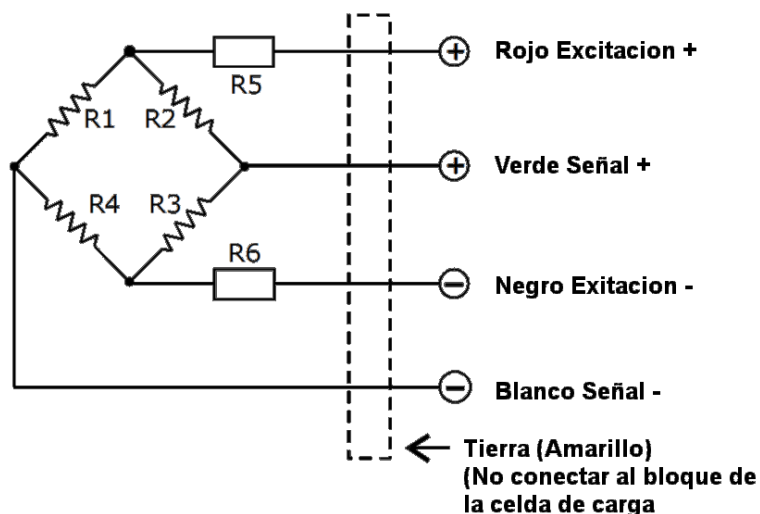 Rojo Excitacion +
R5
R1
R2
Verde Señal +
R4
R3
R6
Negro Exitacion -
Blanco Señal -
Tierra (Amarillo)
(No conectar al bloque de
la celda de carga